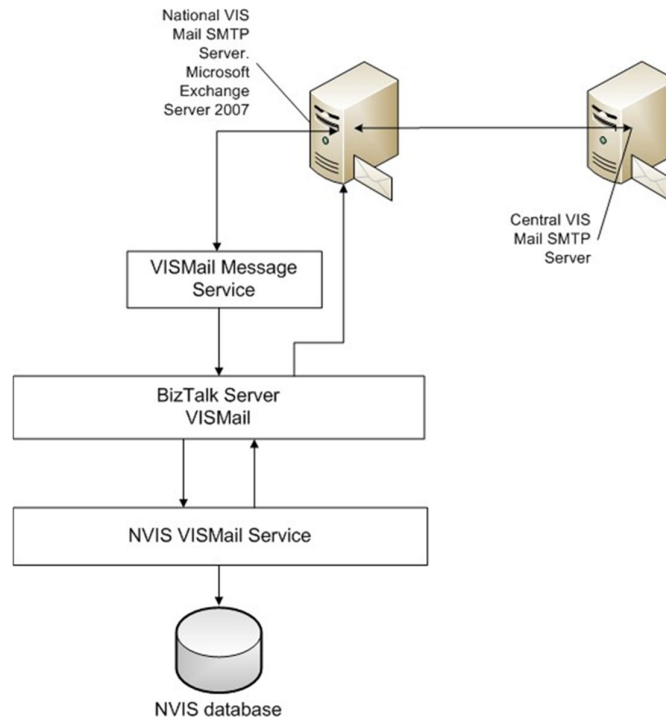 National VIS
Mail SMTP
Server.
Microsoft
Exchange
Server 2007
Central VIS
Mail SMTP
Server
VISMail Message
Service
BizTalk Server
VISMail
NVIS VISMail Service
NVIS database